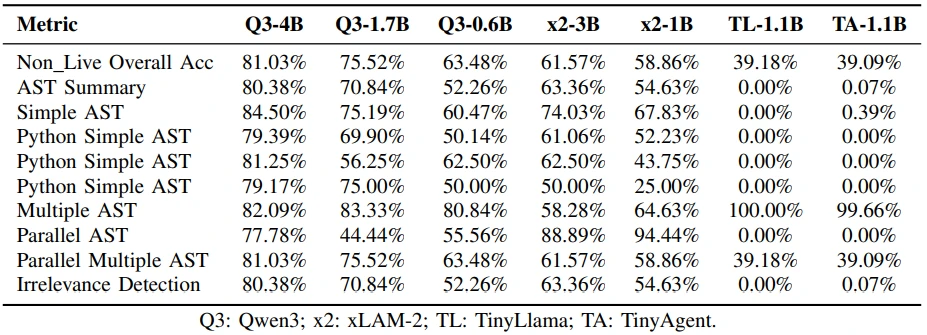 Metric Q3-4B Q3-1.7B Q3-0.6B x2-3B x2-1B TL-1.1B TA-1.1B
Non_Live Overall Acc 81.03% 75.52% 63.48% 61.57% 58.86% 39.18% 39.09%
AST Summary 80.38% 70.84% 52.26% 63.36% 54.63% 0.00% 0.07%
Simple AST 84.50% 75.19% 60.47% 74.03% 67.83% 0.00% 0.39%
Python Simple AST 79.39% 69.90% 50.14% 61.06% 52.23% 0.00% 0.00%
Python Simple AST 81.25% 56.25% 62.50% 62.50% 43.75% 0.00% 0.00%
Python Simple AST 79.17% 75.00% 50.00% 50.00% 25.00% 0.00% 0.00%
Multiple AST 82.09% 83.33% 80.84% 58.28% 64.63% 100.00% 99.66%
Parallel AST 77.78% 44.44% 55.56% 88.89% 94.44% 0.00% 0.00%
Parallel Multiple AST 81.03% 75.52% 63.48% 61.57% 58.86% 39.18% 39.09%
Irrelevance Detection 80.38% 70.84% 52.26% 63.36% 54.63% 0.00% 0.07%
Q3: Qwen3; x2: xLAM-2; TL: TinyLlama; TA: TinyAgent.